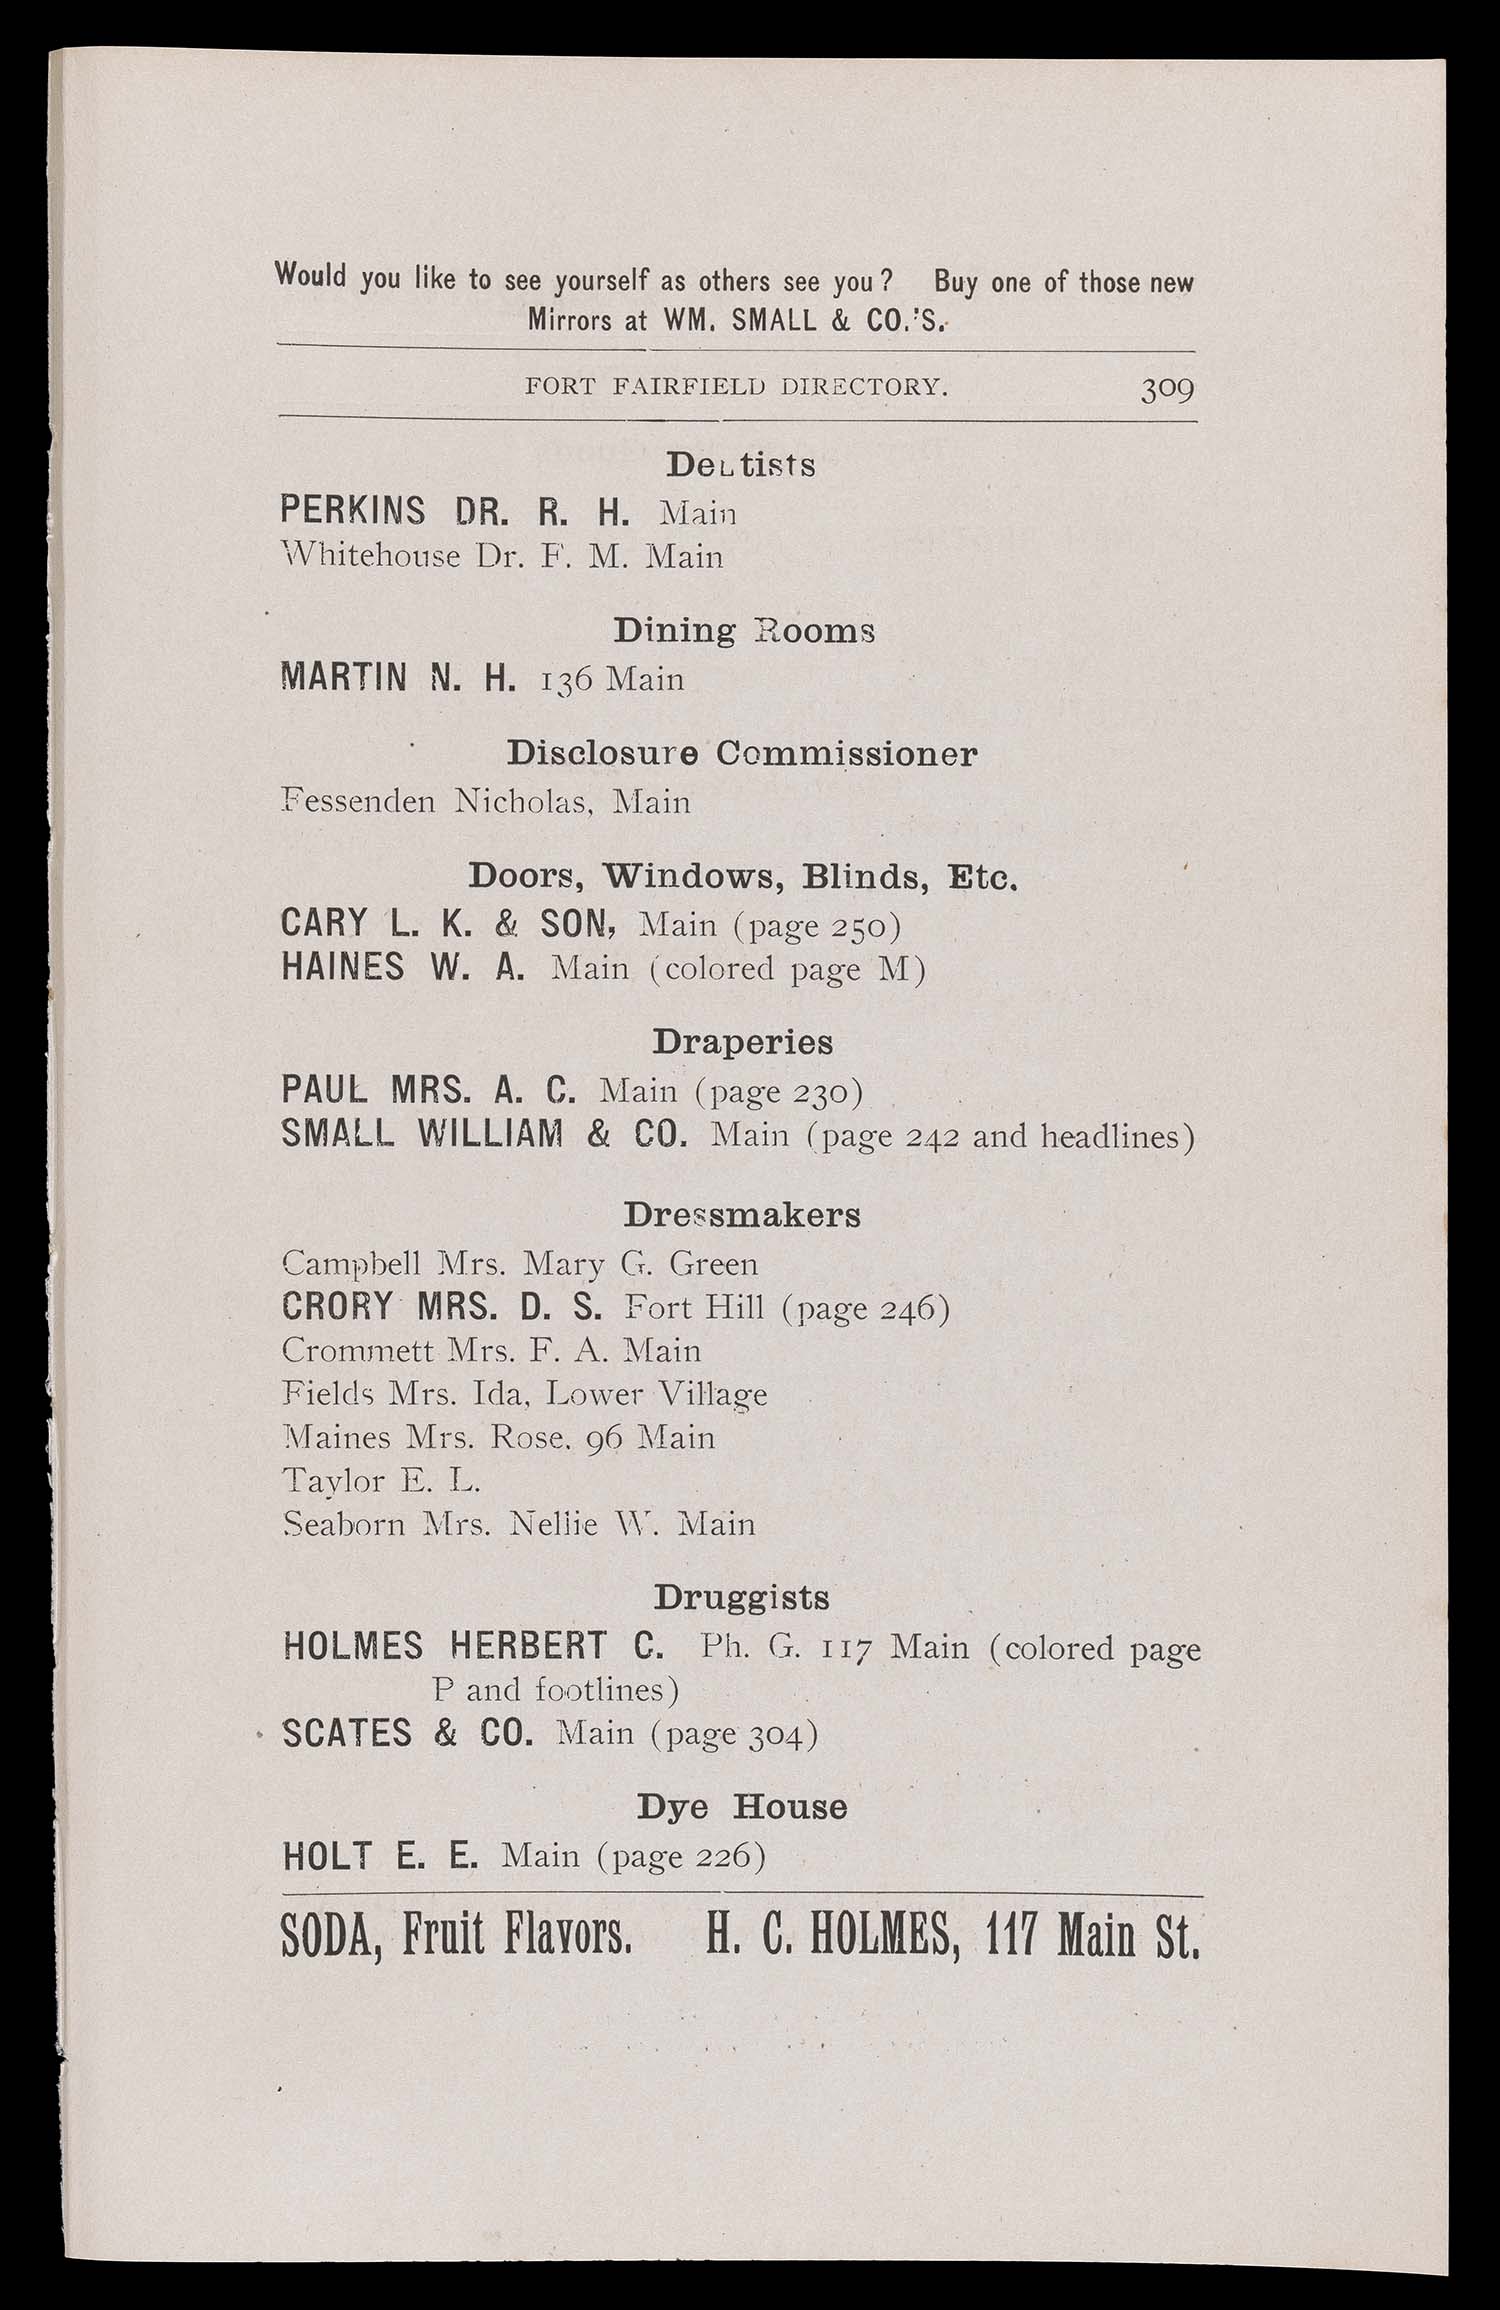 Would you like to see yourself as others see you? Buy one of those new
Mirrors at WM. SMALL & CO.'S.
FORT FAIRFIELD DIRECTORY. 309
Dentists
PERKINS DR. R. H. Main
Whitehouse Dr. F. M. Main
Dining Rooms
MARTIN N. H. 136 Main
Disclosure Commissioner
Fessenden Nicholas, Main
Doors, Windows, Blinds, Etc.
CARY L. K. & SON, Main (page 250)
HAINES W. A. Main (colored page M)
Draperies
PAUL MRS. A. C. Main (page 230)
SMALL WILLIAM & CO. Main (page 242 and headlines)
Dressmakers
Campbell Mrs. Mary G. Green
CRORY MRS. D. S. Fort Hill (page 246)
Crommett Mrs. F. A. Main
Fields Mrs. Ida, Lower Village
Maines Mrs. Rose. 96 Main
Taylor E. L.
Seaborn Mrs. Nellie W. Main
Druggists
HOLMES HERBERT C. Ph. G. 117 Main (colored page
P and footlines)
SCATES & CO. Main (page 304)
Dye House
HOLT E. E. Main (page 226)
SODA, Fruit Flavors. H. C. HOLMES, 117 Main St.